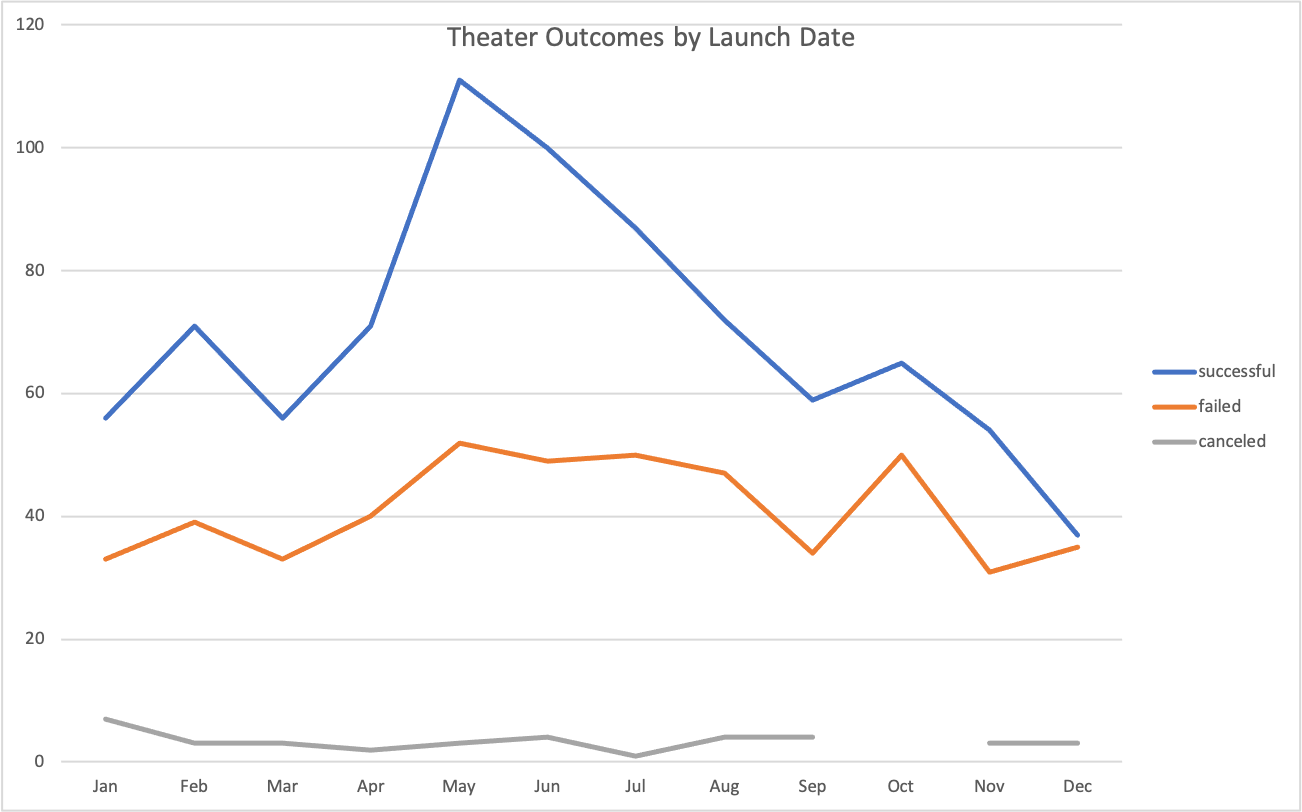 Theater Outcomes by Launch Date
120
100
80
60
40
20
0
Jan Feb Mar Apr May Jun Jul Aug Sep Oct Nov Dec
successful
failed
canceled